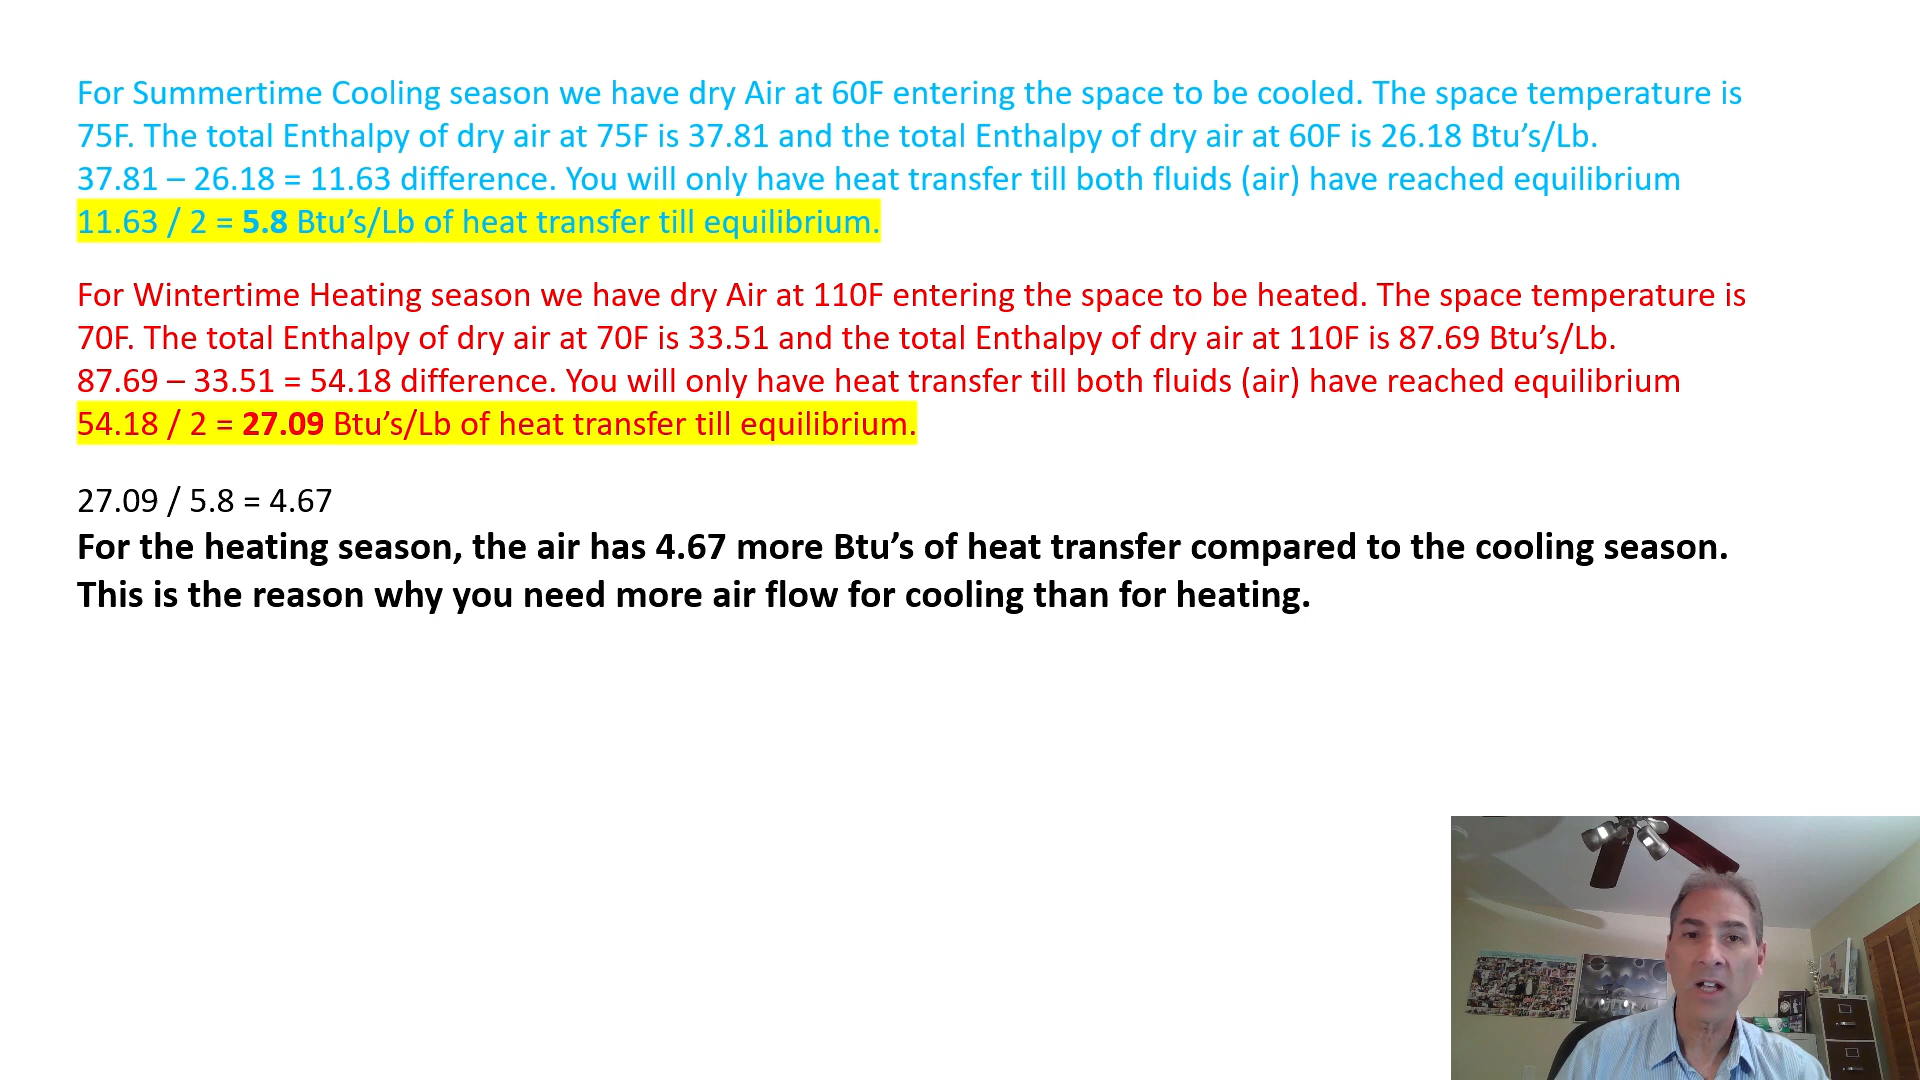 For Summertime Cooling season we have dry Air at 60F entering the space to be cooled. The space temperature is
75F. The total Enthalpy of dry air at 75F is 37.81 and the total Enthalpy of dry air at 60F is 26.18 Btu’s/Lb.
37.81 – 26.18 = 11.63 difference. You will only have heat transfer till both fluids (air) have reached equilibrium
11.63 / 2 = 5.8 Btu’s/Lb of heat transfer till equilibrium.
For Wintertime Heating season we have dry Air at 110F entering the space to be heated. The space temperature is
70F. The total Enthalpy of dry air at 70F is 33.51 and the total Enthalpy of dry air at 110F is 87.69 Btu’s/Lb.
87.69 – 33.51 = 54.18 difference. You will only have heat transfer till both fluids (air) have reached equilibrium
54.18 / 2 = 27.09 Btu’s/Lb of heat transfer till equilibrium.
27.09 / 5.8 = 4.67
For the heating season, the air has 4.67 more Btu’s of heat transfer compared to the cooling season.
This is the reason why you need more air flow for cooling than for heating.